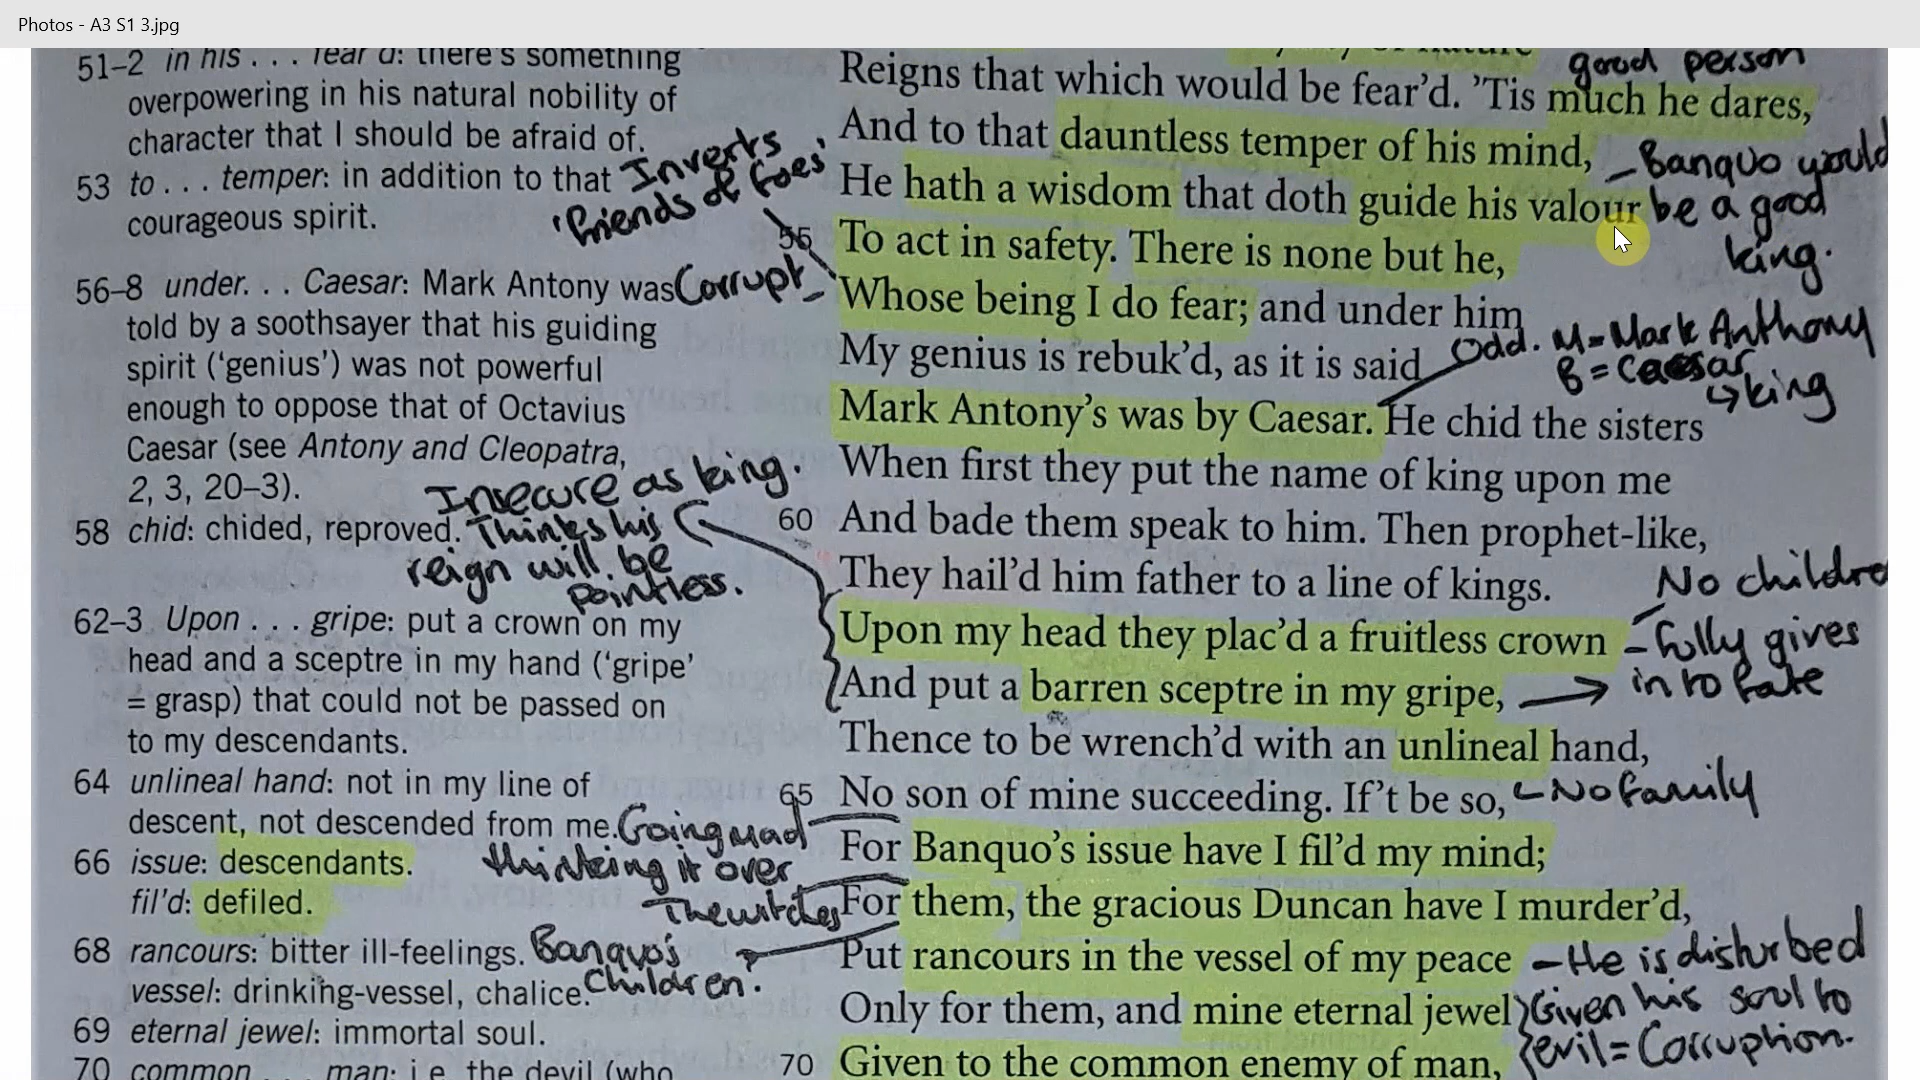 Photos - A3 S1 3.jpg
51–2 in his . . . fear'd: there's something
overpowering in his natural nobility of
character that I should be afraid of.
53 to . . . temper: in addition to that
courageous spirit.
Inverts
'friends & foes'
56–8 under. . . Caesar: Mark Antony was
told by a soothsayer that his guiding
spirit ('genius') was not powerful
enough to oppose that of Octavius
Caesar (see Antony and Cleopatra,
2, 3, 20–3).
Corrupt
58 chid: chided, reproved.
Insecure as king.
Thinks his
reign will be
pointless.
62–3 Upon . . . gripe: put a crown on my
head and a sceptre in my hand ('gripe'
= grasp) that could not be passed on
to my descendants.
64 unlineal hand: not in my line of
descent, not descended from me.
66 issue: descendants.
fil'd: defiled.
Going mad
thinking it over
The witches
68 rancours: bitter ill-feelings.
vessel: drinking-vessel, chalice.
Banquo's
Children.
69 eternal jewel: immortal soul.
70 common . . . man: i.e. the devil (who
nature
good person
Reigns that which would be fear'd. 'Tis much he dares,
And to that dauntless temper of his mind,
He hath a wisdom that doth guide his valour
55 To act in safety. There is none but he,
Whose being I do fear; and under him
My genius is rebuk'd, as it is said
Mark Antony's was by Caesar. He chid the sisters
When first they put the name of king upon me
60 And bade them speak to him. Then prophet-like,
They hail'd him father to a line of kings.
Upon my head they plac'd a fruitless crown
And put a barren sceptre in my gripe,
Thence to be wrench'd with an unlineal hand,
65 No son of mine succeeding. If't be so,
For Banquo's issue have I fil'd my mind;
For them, the gracious Duncan have I murder'd,
Put rancours in the vessel of my peace
Only for them, and mine eternal jewel
70 Given to the common enemy of man,
– Banquo would
be a good
king.
Odd. M = Mark Anthony
B = Caesar
↳ king
No childre
– Fully gives
into fate
– No family
– He is disturbed
Given his soul to
evil = Corruption.